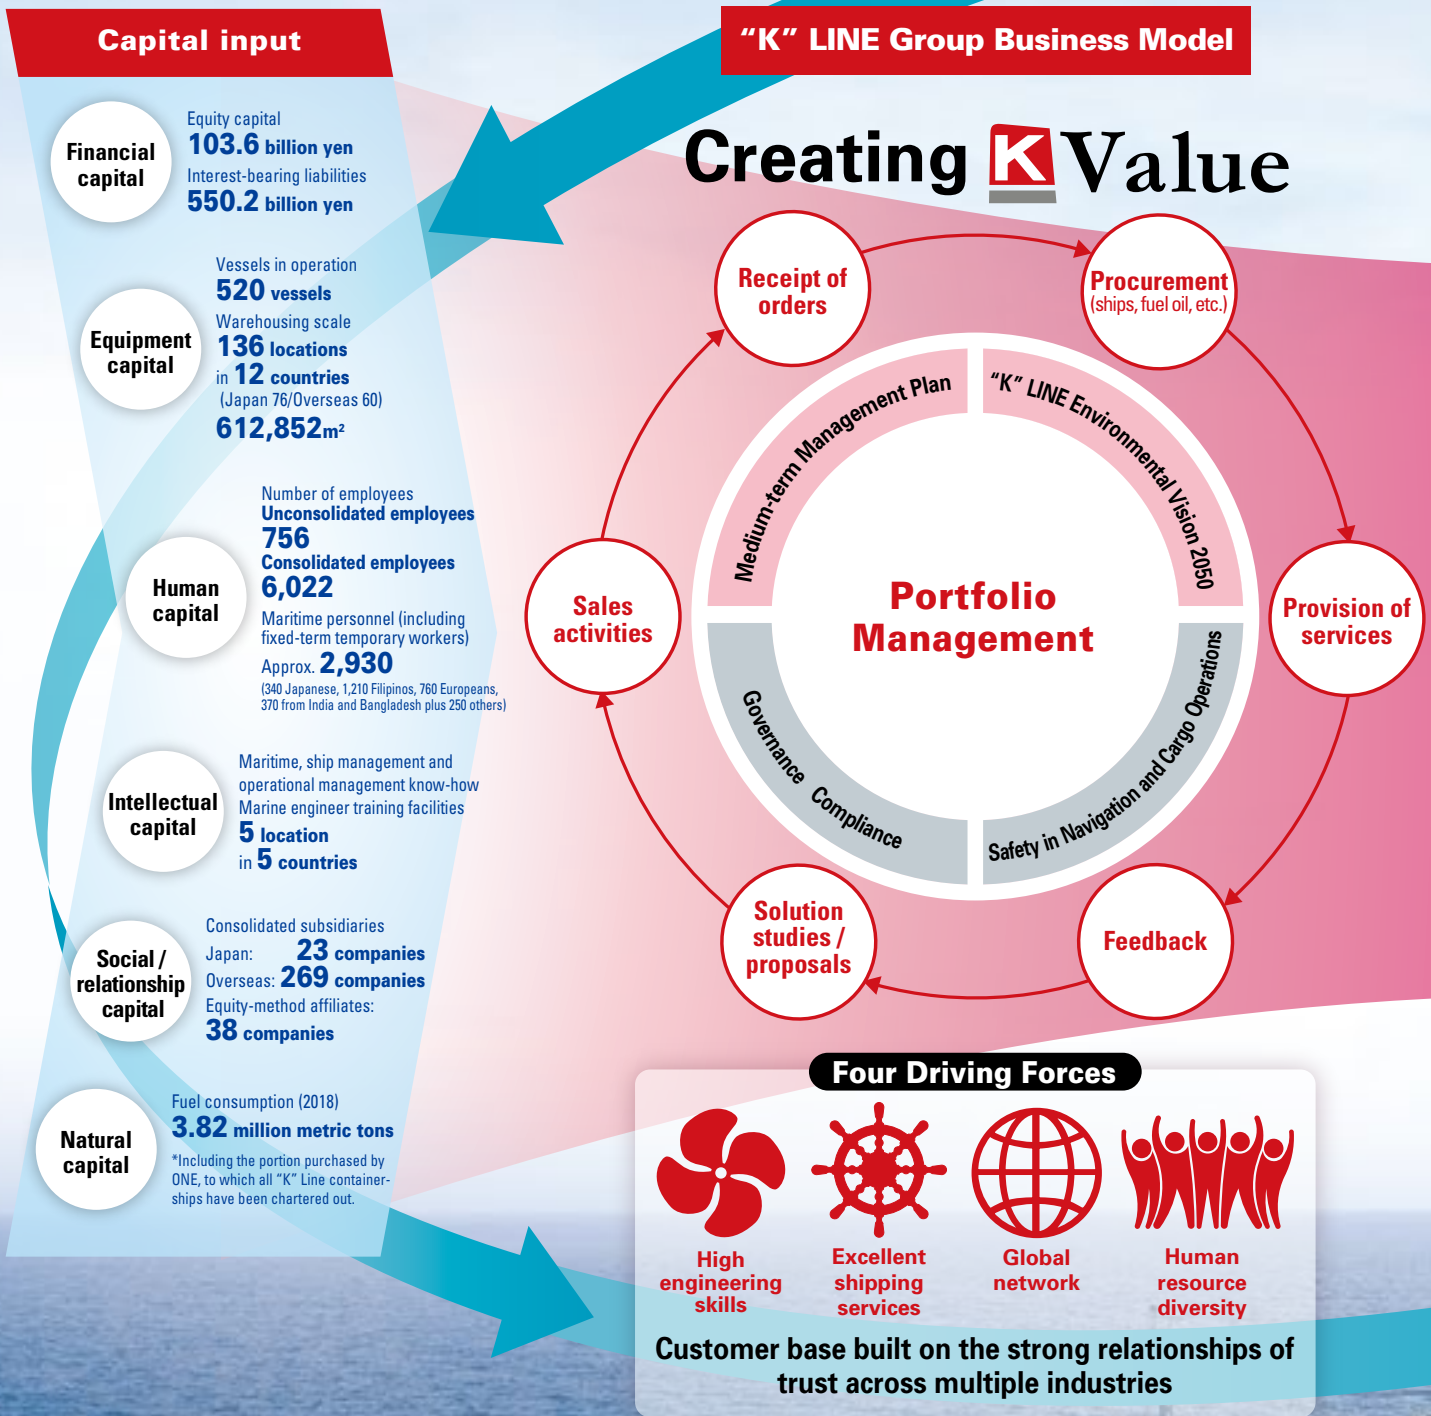 Capital input
Financial
capital
Equity capital
103.6 billion yen
Interest-bearing liabilities
550.2 billion yen
Equipment
capital
Vessels in operation
520 vessels
Warehousing scale
136 locations
in 12 countries
(Japan 76/Overseas 60)
612,852m²
Human
capital
Number of employees
Unconsolidated employees
756
Consolidated employees
6,022
Maritime personnel (including
fixed-term temporary workers)
Approx. 2,930
(340 Japanese, 1,210 Filipinos, 760 Europeans,
370 from India and Bangladesh plus 250 others)
Intellectual
capital
Maritime, ship management and
operational management know-how
Marine engineer training facilities
5 location
in 5 countries
Social /
relationship
capital
Consolidated subsidiaries
Japan: 23 companies
Overseas: 269 companies
Equity-method affiliates:
38 companies
Natural
capital
Fuel consumption (2018)
3.82 million metric tons
*Including the portion purchased by
ONE, to which all “K” Line container-
ships have been chartered out.
“K” LINE Group Business Model
Creating K Value
Receipt of
orders
Procurement
(ships, fuel oil, etc.)
Provision of
services
Feedback
Solution
studies /
proposals
Sales
activities
Medium-term Management Plan
“K” LINE Environmental Vision 2050
Governance Compliance
Safety in Navigation and Cargo Operations
Portfolio
Management
Four Driving Forces
High
engineering
skills
Excellent
shipping
services
Global
network
Human
resource
diversity
Customer base built on the strong relationships of
trust across multiple industries